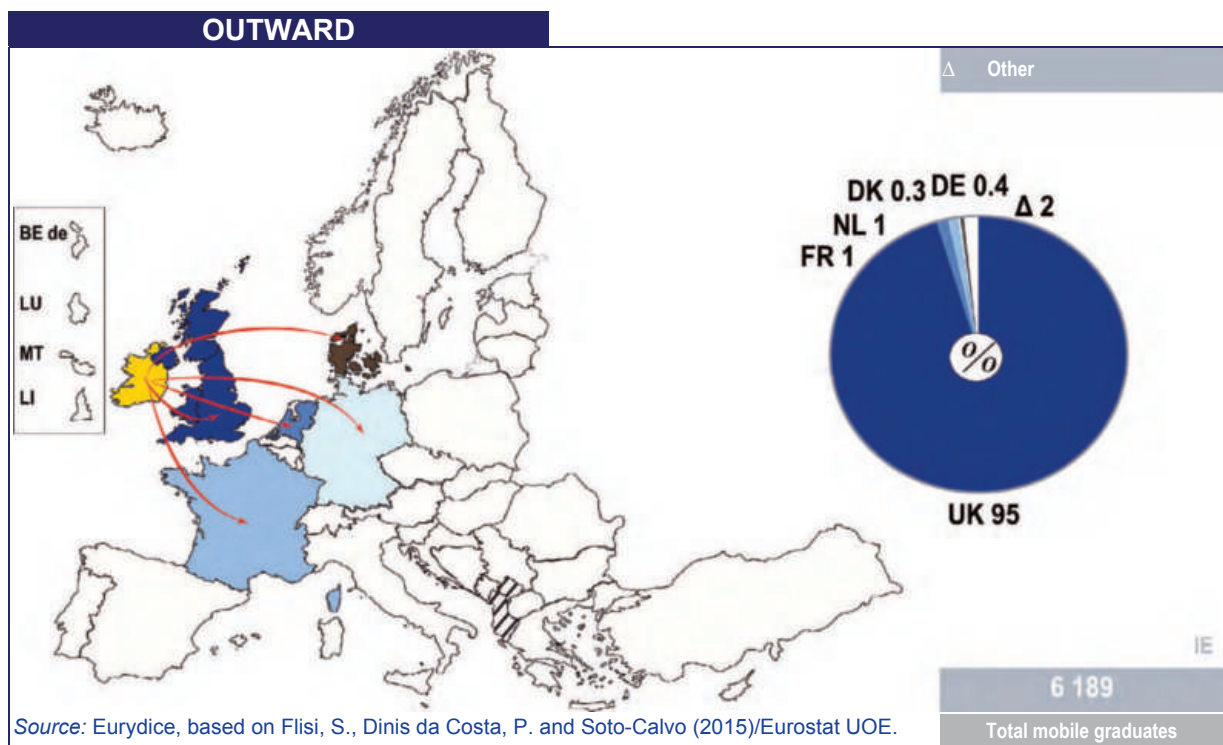 OUTWARD
Δ Other
BE de
LU
MT
LI
DK 0.3 DE 0.4
NL 1
Δ 2
FR 1
%
UK 95
IE
6 189
Source: Eurydice, based on Flisi, S., Dinis da Costa, P. and Soto-Calvo (2015)/Eurostat UOE.
Total mobile graduates